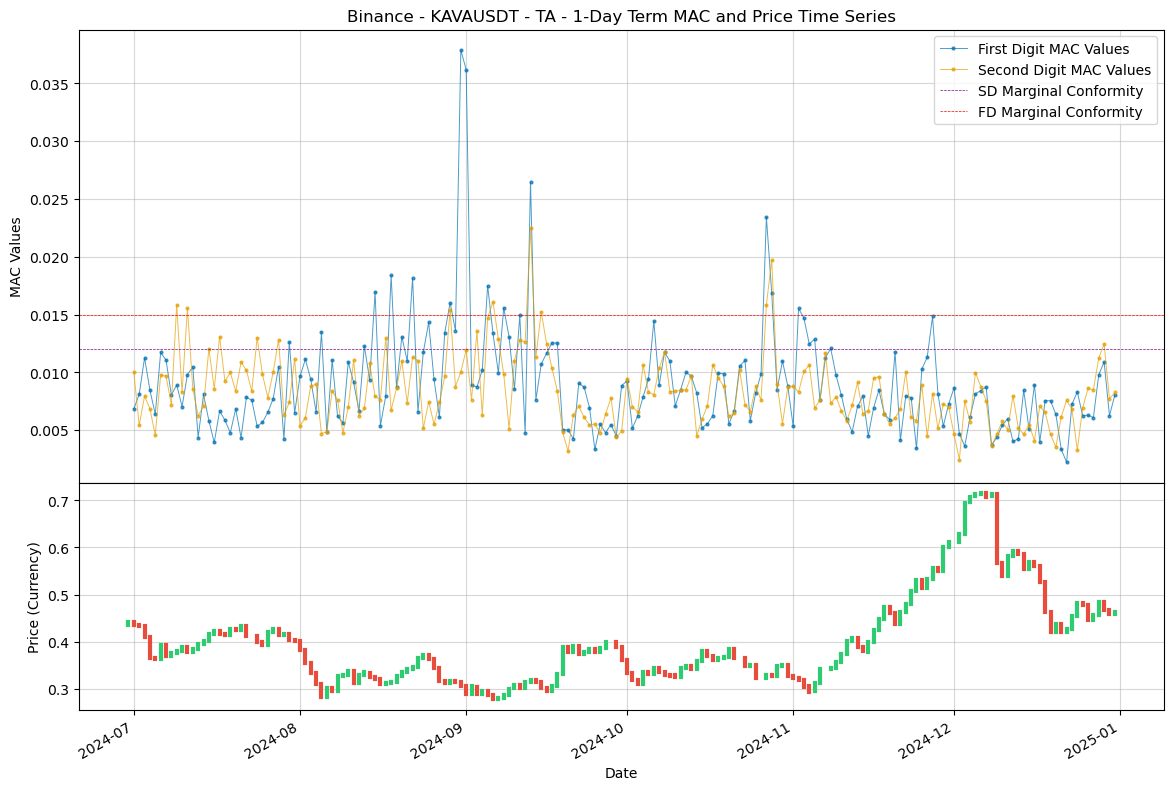 Binance - KAVAUSDT - TA - 1-Day Term MAC and Price Time Series
First Digit MAC Values
Second Digit MAC Values
SD Marginal Conformity
FD Marginal Conformity
MAC Values
0.035
0.030
0.025
0.020
0.015
0.010
0.005
Price (Currency)
0.7
0.6
0.5
0.4
0.3
2024-07
2024-08
2024-09
2024-10
2024-11
2024-12
2025-01
Date